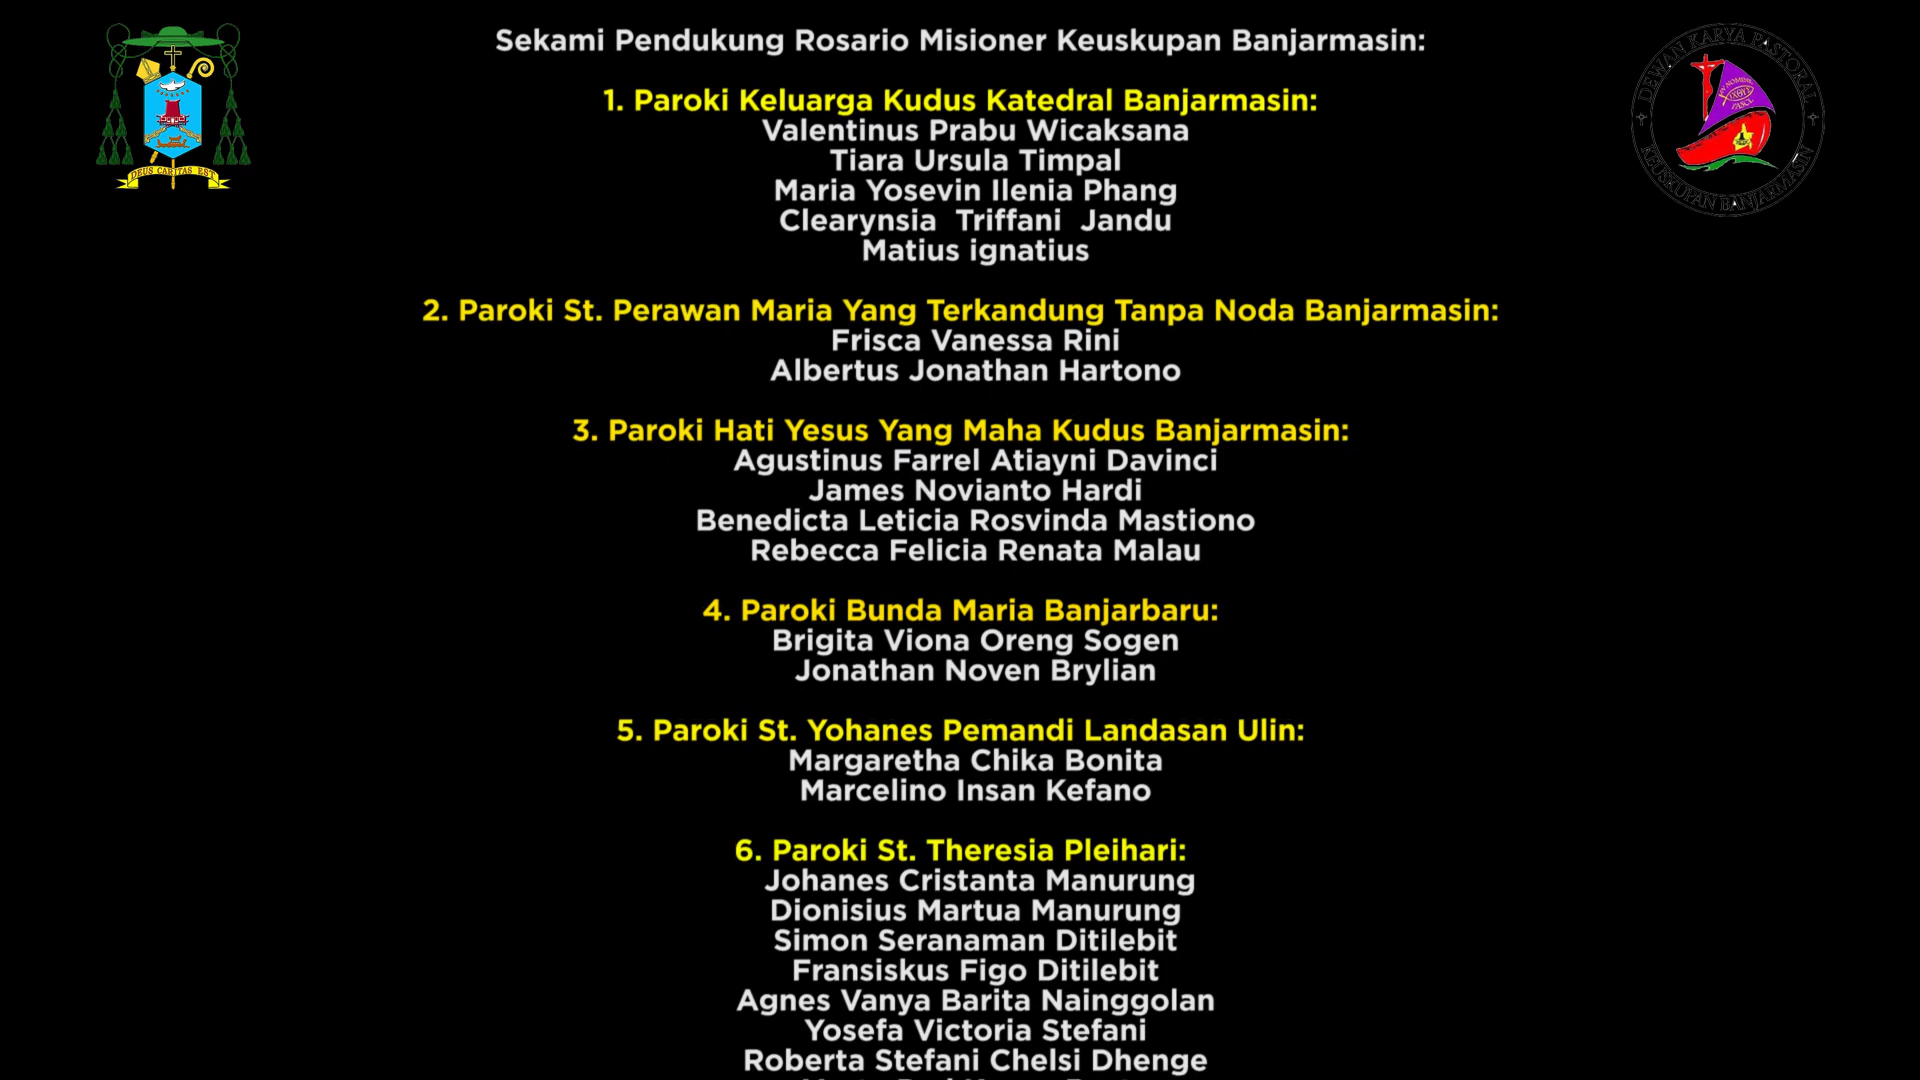 Sekami Pendukung Rosario Misioner Keuskupan Banjarmasin:
1. Paroki Keluarga Kudus Katedral Banjarmasin:
Valentinus Prabu Wicaksana
Tiara Ursula Timpal
Maria Yosevin Ilenia Phang
Clearynsia Triffani Jandu
Matius ignatius
2. Paroki St. Perawan Maria Yang Terkandung Tanpa Noda Banjarmasin:
Frisca Vanessa Rini
Albertus Jonathan Hartono
3. Paroki Hati Yesus Yang Maha Kudus Banjarmasin:
Agustinus Farrel Atiayni Davinci
James Novianto Hardi
Benedicta Leticia Rosvinda Mastiono
Rebecca Felicia Renata Malau
4. Paroki Bunda Maria Banjarbaru:
Brigita Viona Oreng Sogen
Jonathan Noven Brylian
5. Paroki St. Yohanes Pemandi Landasan Ulin:
Margaretha Chika Bonita
Marcelino Insan Kefano
6. Paroki St. Theresia Pleihari:
Johanes Cristanta Manurung
Dionisius Martua Manurung
Simon Seranaman Ditilebit
Fransiskus Figo Ditilebit
Agnes Vanya Barita Nainggolan
Yosefa Victoria Stefani
Roberta Stefani Chelsi Dhenge
DEUS CARITAS EST
DEWAN KARYA PASTORAL
KEUSKUPAN BANJARMASIN